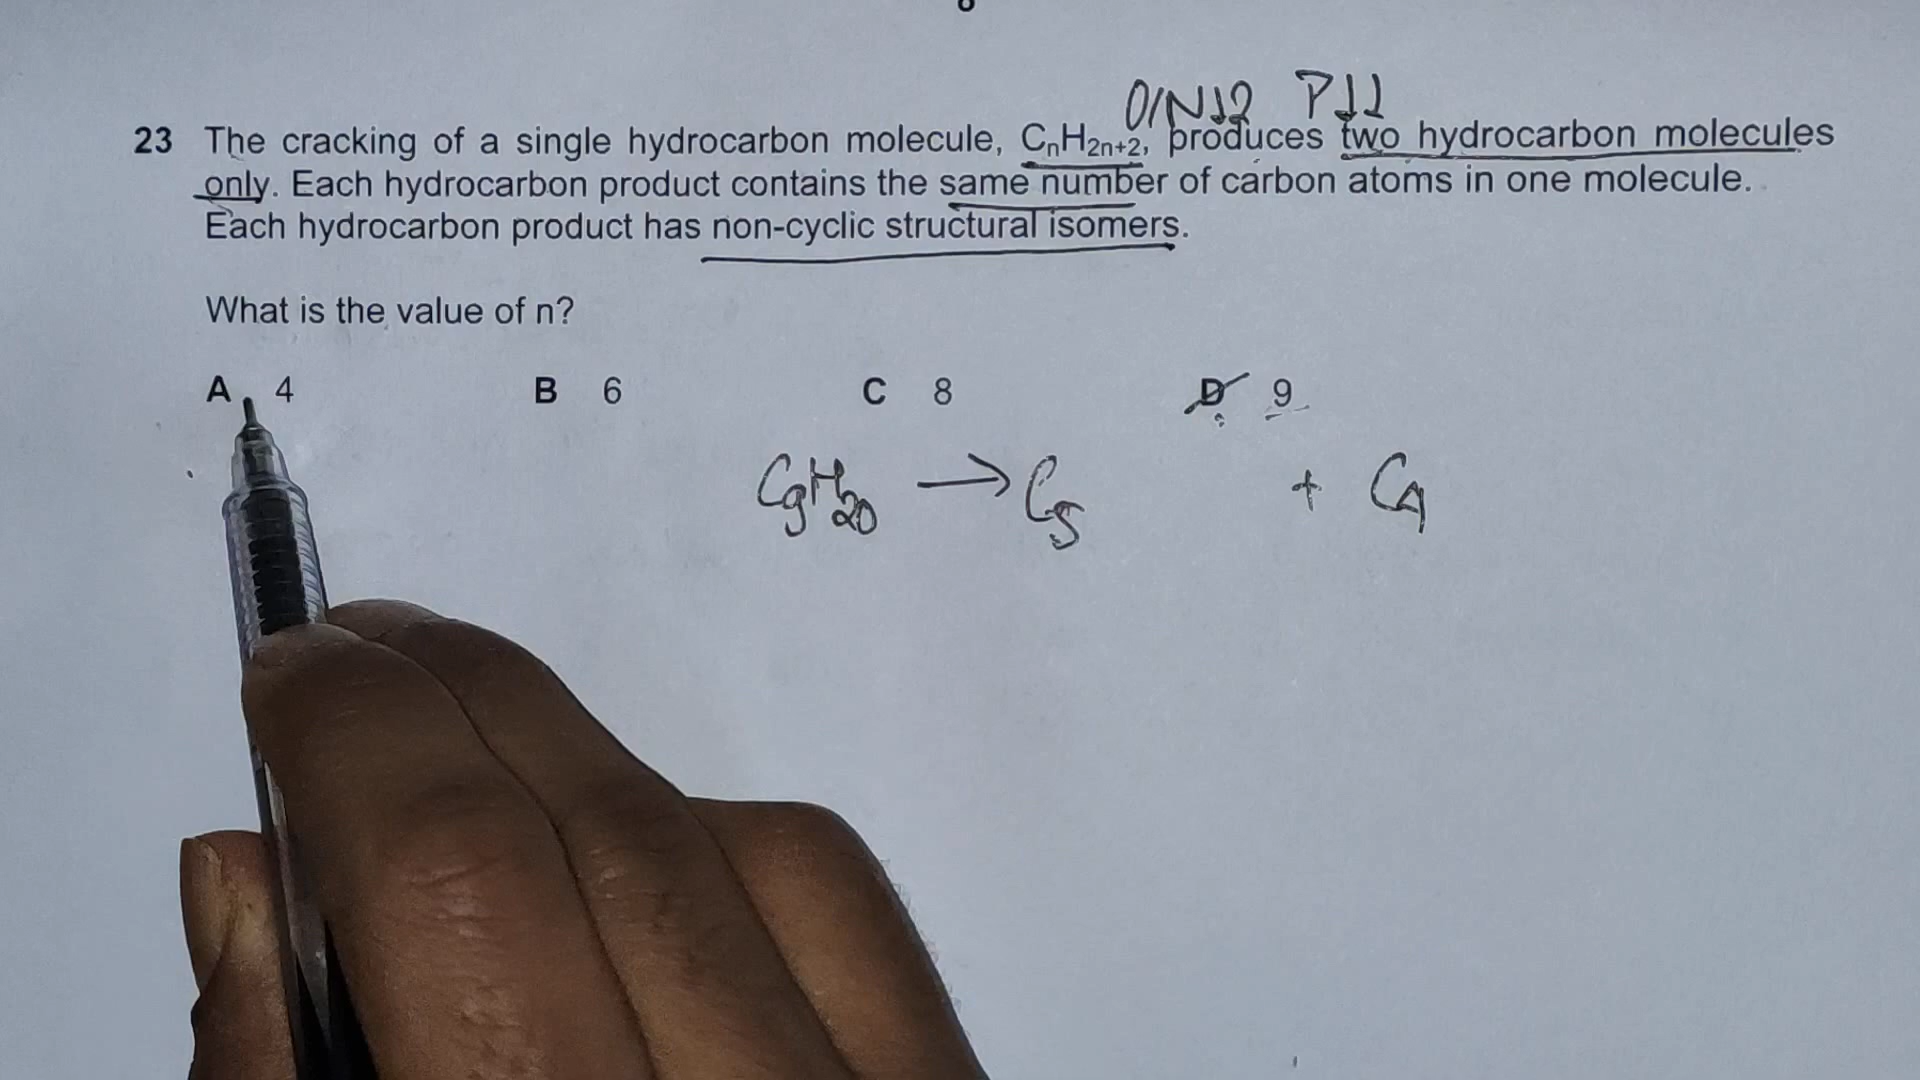 O/N12 P11
23 The cracking of a single hydrocarbon molecule, CnH2n+2, produces two hydrocarbon molecules
only. Each hydrocarbon product contains the same number of carbon atoms in one molecule.
Each hydrocarbon product has non-cyclic structural isomers.
What is the value of n?
A 4 B 6 C 8 D 9
C9H20 → C5 + C4